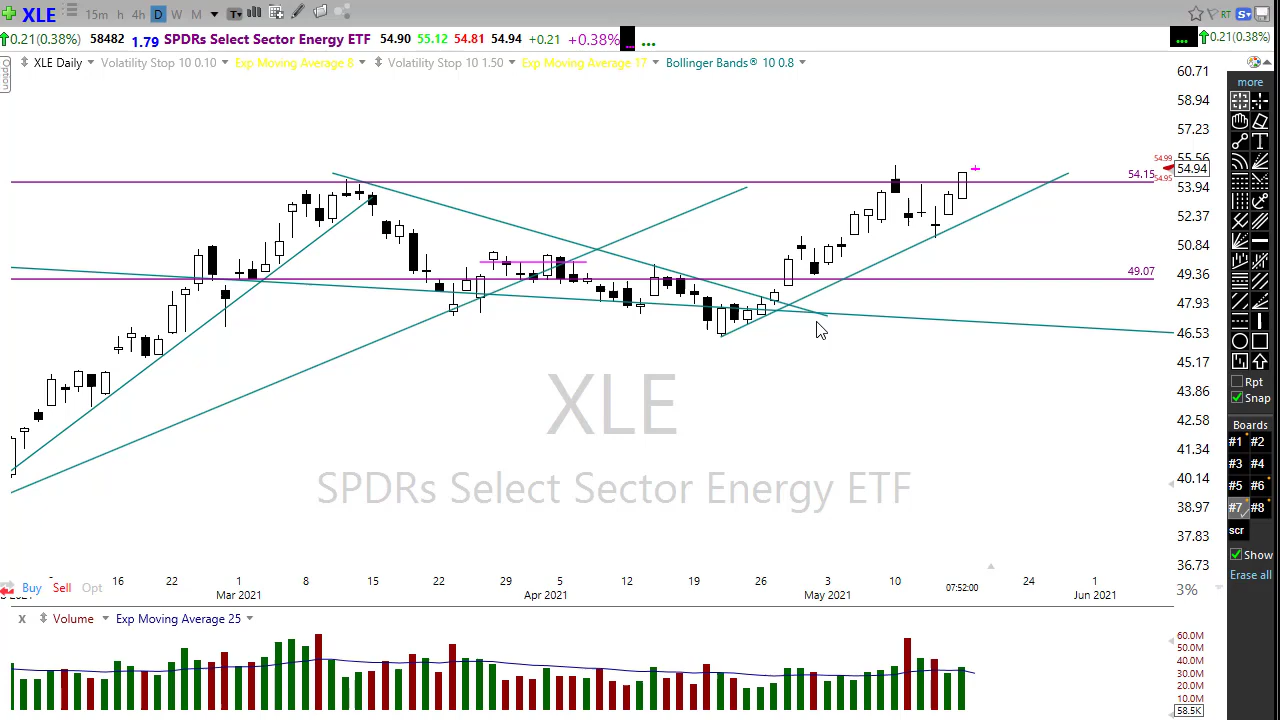 XLE 15m h 4h D W M T RT S
0.21(0.38%) 58482 1.79 SPDRs Select Sector Energy ETF 54.90 55.12 54.81 54.94 +0.21 +0.38% ... ... 0.21(0.38%)
Option
XLE Daily Volatility Stop 10 0.10 Exp Moving Average 8 Volatility Stop 10 1.50 Exp Moving Average 17 Bollinger Bands® 10 0.8
60.71
58.94
57.23
55.56
54.99
54.94
54.95
54.15
53.94
52.37
50.84
49.36
49.07
47.93
46.53
45.17
43.86
42.58
41.34
40.14
38.97
37.83
36.73
XLE
SPDRs Select Sector Energy ETF
more
Rpt
Snap
Boards
#1 #2
#3 #4
#5 #6
#7 #8
scr
Show
Erase all
16 22 1 8 15 22 29 5 12 19 26 3 10 07:52:00 24 1
Mar 2021 Apr 2021 May 2021 Jun 2021
Buy Sell Opt
3%
X Volume Exp Moving Average 25
60.0M
50.0M
40.0M
30.0M
20.0M
10.0M
58.5K